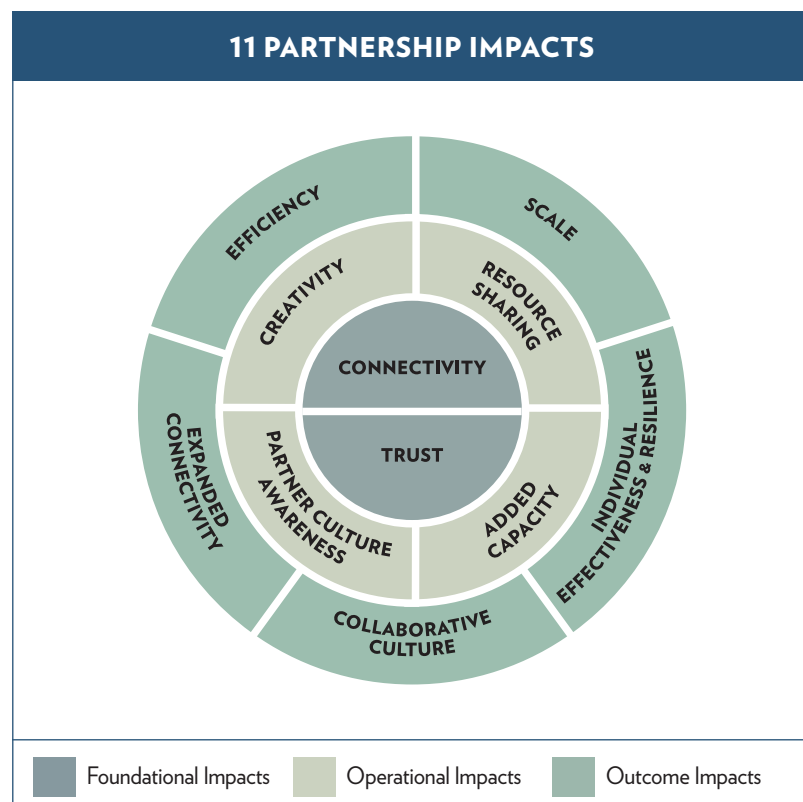 11 PARTNERSHIP IMPACTS
EFFICIENCY
SCALE
CREATIVITY
RESOURCE
SHARING
CONNECTIVITY
TRUST
EXPANDED
CONNECTIVITY
PARTNER CULTURE
AWARENESS
ADDED
CAPACITY
INDIVIDUAL
EFFECTIVENESS & RESILIENCE
COLLABORATIVE
CULTURE
Foundational Impacts
Operational Impacts
Outcome Impacts